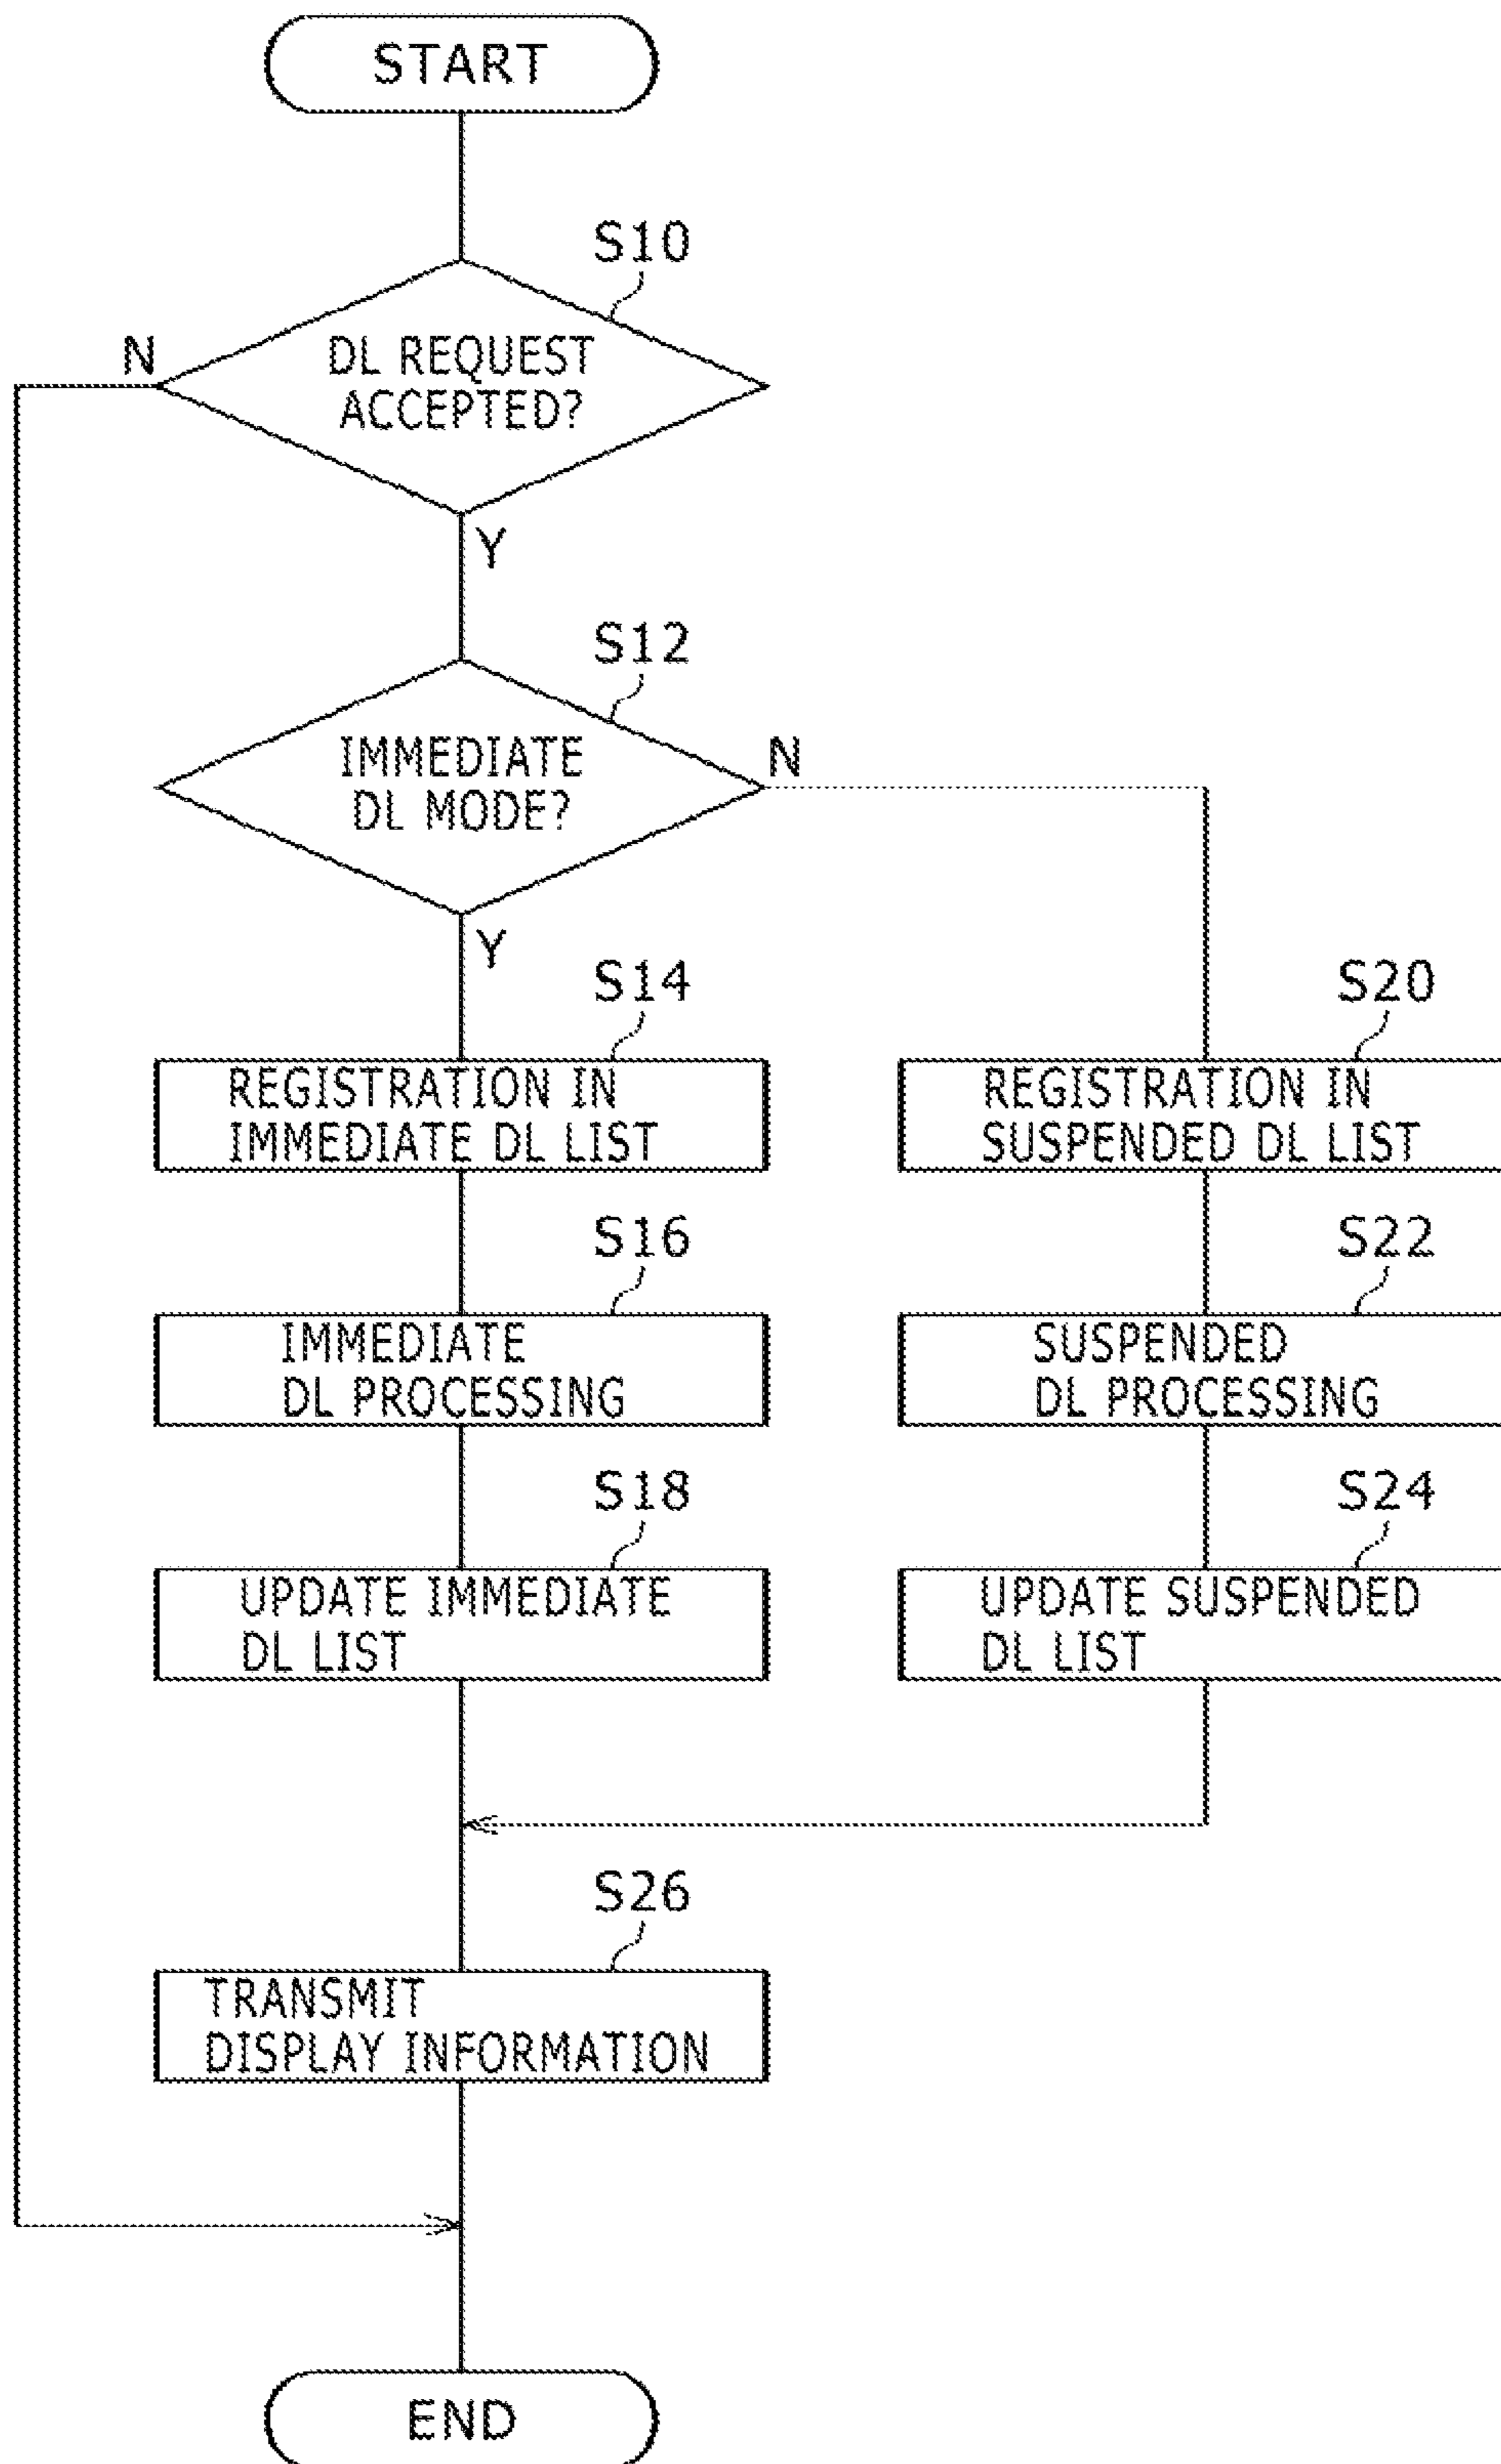 START
S10
N
DL REQUEST
ACCEPTED?
Y
S12
IMMEDIATE
DL MODE?
N
Y
S14
REGISTRATION IN
IMMEDIATE DL LIST
S20
REGISTRATION IN
SUSPENDED DL LIST
S16
IMMEDIATE
DL PROCESSING
S22
SUSPENDED
DL PROCESSING
S18
UPDATE IMMEDIATE
DL LIST
S24
UPDATE SUSPENDED
DL LIST
S26
TRANSMIT
DISPLAY INFORMATION
END